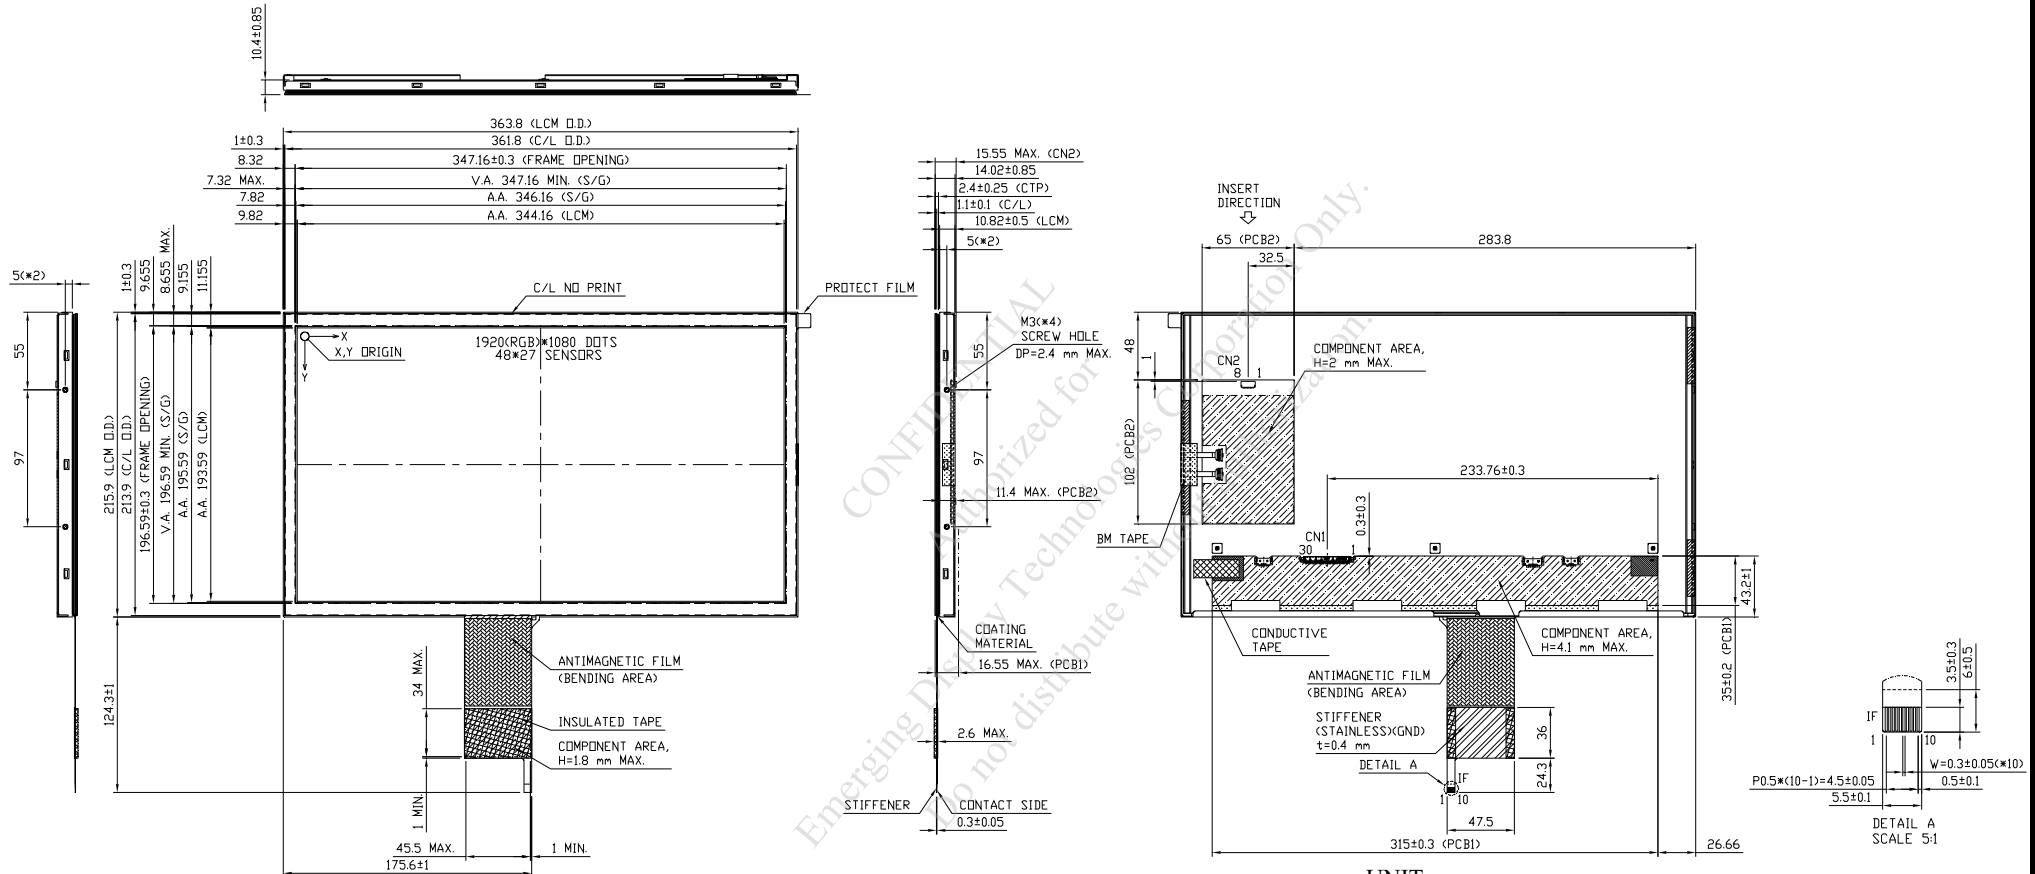 10.4±0.85
363.8 (LCM O.D.)
1±0.3
361.8 (C/L O.D.)
8.32
347.16±0.3 (FRAME OPENING)
7.32 MAX.
V.A. 347.16 MIN. (S/G)
7.82
A.A. 346.16 (S/G)
9.82
A.A. 344.16 (LCM)
5(*2)
1±0.3
9.655
8.655 MAX.
9.155
11.155
C/L NO PRINT
PROTECT FILM
X
X,Y ORIGIN
Y
1920(RGB)*1080 DOTS
48*27 SENSORS
55
97
215.9 (LCM O.D.)
213.9 (C/L O.D.)
196.59±0.3 (FRAME OPENING)
V.A. 196.59 MIN. (S/G)
A.A. 195.59 (S/G)
A.A. 193.59 (LCM)
124.3±1
34 MAX.
1 MIN.
ANTIMAGNETIC FILM
(BENDING AREA)
INSULATED TAPE
COMPONENT AREA,
H=1.8 mm MAX.
45.5 MAX.
1 MIN.
175.6±1
15.55 MAX. (CN2)
14.02±0.85
2.4±0.25 (CTP)
1.1±0.1 (C/L)
10.82±0.5 (LCM)
5(*2)
M3(*4)
SCREW HOLE
DP=2.4 mm MAX.
55
97
11.4 MAX. (PCB2)
COATING
MATERIAL
16.55 MAX. (PCB1)
2.6 MAX.
STIFFENER
CONTACT SIDE
0.3±0.05
INSERT
DIRECTION
65 (PCB2)
283.8
32.5
48
1
CN2
8 1
COMPONENT AREA,
H=2 mm MAX.
102 (PCB2)
233.76±0.3
0.3±0.3
BM TAPE
CN1
30 1
43.2±1
35±0.2 (PCB1)
CONDUCTIVE
TAPE
COMPONENT AREA,
H=4.1 mm MAX.
ANTIMAGNETIC FILM
(BENDING AREA)
STIFFENER
(STAINLESS)(GND)
t=0.4 mm
36
24.3
DETAIL A
IF
1 10
47.5
315±0.3 (PCB1)
26.66
3.5±0.3
6±0.5
IF
1 10
W=0.3±0.05(*10)
P0.5*(10-1)=4.5±0.05
0.5±0.1
5.5±0.1
DETAIL A
SCALE 5:1
UNIT
CONFIDENTIAL
Authorized for
Emerging Display Technologies Corporation Only.
Do not distribute without